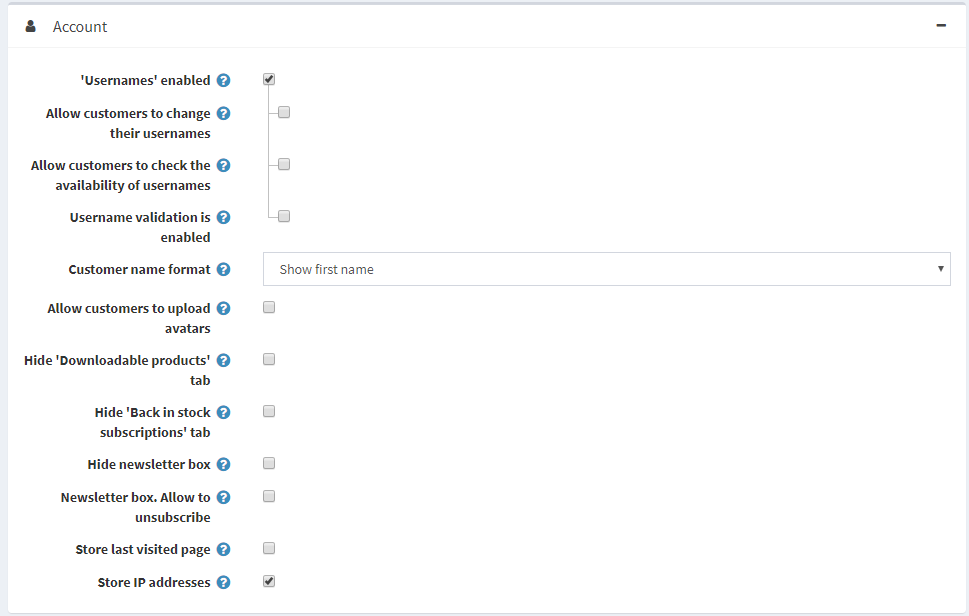 Account
'Usernames' enabled
Allow customers to change
their usernames
Allow customers to check the
availability of usernames
Username validation is
enabled
Customer name format
Show first name
Allow customers to upload
avatars
Hide 'Downloadable products'
tab
Hide 'Back in stock
subscriptions' tab
Hide newsletter box
Newsletter box. Allow to
unsubscribe
Store last visited page
Store IP addresses